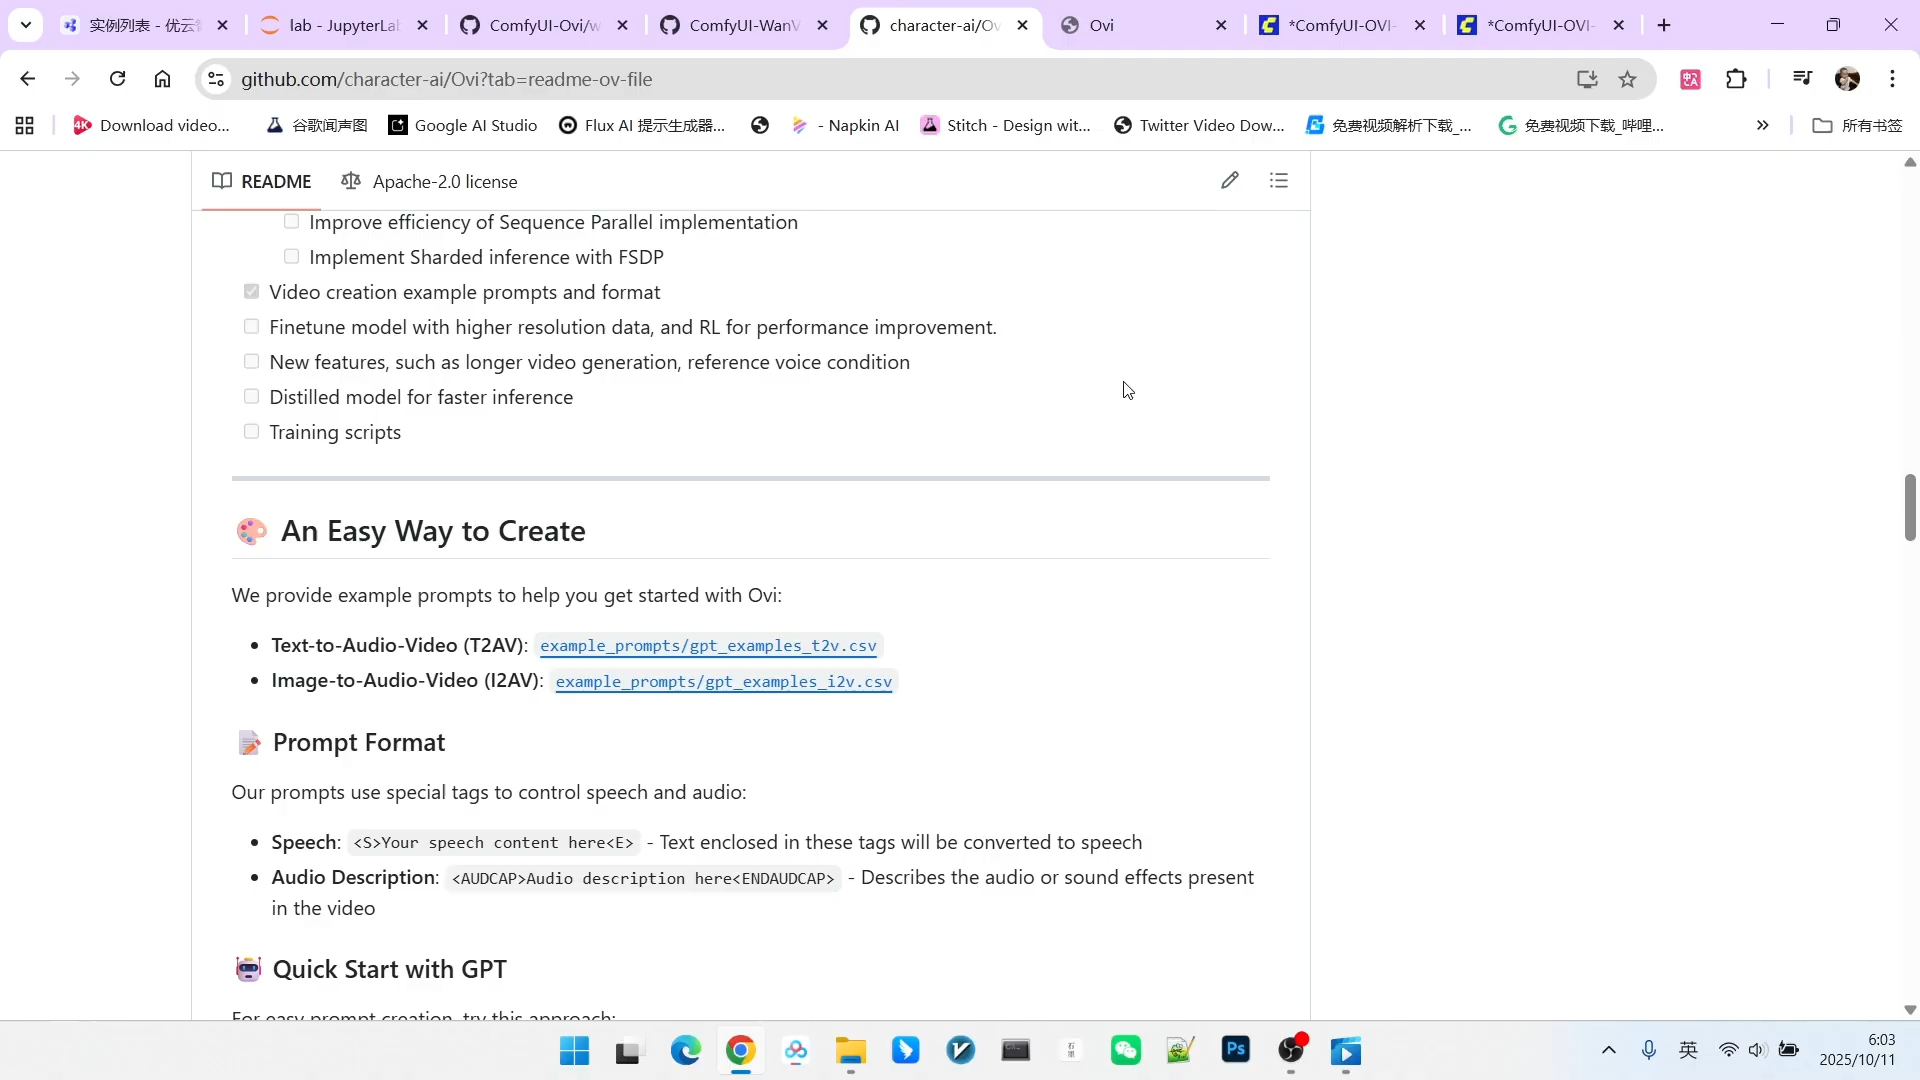 实例列表 - 优云
lab - JupyterLab
ComfyUI-Ovi/w
ComfyUI-WanV
character-ai/Ov
Ovi
*ComfyUI-OVI-
*ComfyUI-OVI-
github.com/character-ai/Ovi?tab=readme-ov-file
Download video...
谷歌闻声图
Google AI Studio
Flux AI 提示生成器...
- Napkin AI
Stitch - Design wit...
Twitter Video Dow...
免费视频解析下载_...
免费视频下载_哔哩...
所有书签
README
Apache-2.0 license
Improve efficiency of Sequence Parallel implementation
Implement Sharded inference with FSDP
Video creation example prompts and format
Finetune model with higher resolution data, and RL for performance improvement.
New features, such as longer video generation, reference voice condition
Distilled model for faster inference
Training scripts
An Easy Way to Create
We provide example prompts to help you get started with Ovi:
Text-to-Audio-Video (T2AV): example_prompts/gpt_examples_t2v.csv
Image-to-Audio-Video (I2AV): example_prompts/gpt_examples_i2v.csv
Prompt Format
Our prompts use special tags to control speech and audio:
Speech: <S>Your speech content here<E> - Text enclosed in these tags will be converted to speech
Audio Description: <AUDCAP>Audio description here<ENDAUDCAP> - Describes the audio or sound effects present
in the video
Quick Start with GPT
For easy prompt creation, try this approach:
英
6:03
2025/10/11